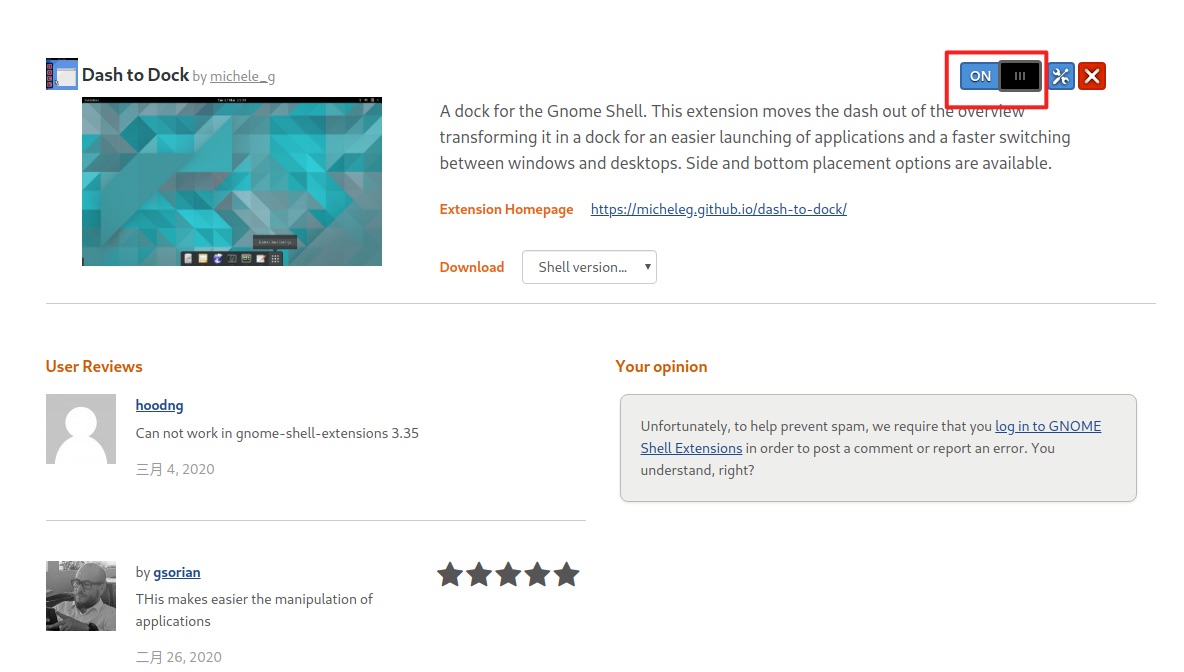 Dash to Dock by michele_g
ON
A dock for the Gnome Shell. This extension moves the dash out of the overview
transforming it in a dock for an easier launching of applications and a faster switching
between windows and desktops. Side and bottom placement options are available.
Extension Homepage https://micheleg.github.io/dash-to-dock/
Download Shell version...
User Reviews
hoodng
Can not work in gnome-shell-extensions 3.35
三月 4, 2020
by gsorian
THis makes easier the manipulation of
applications
二月 26, 2020
Your opinion
Unfortunately, to help prevent spam, we require that you log in to GNOME
Shell Extensions in order to post a comment or report an error. You
understand, right?